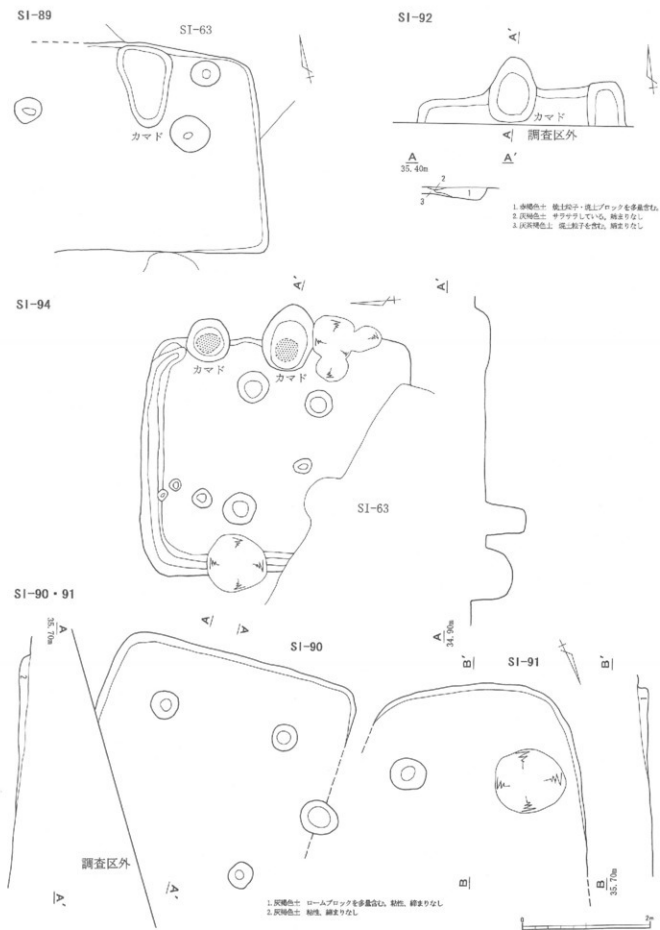 SI-89
SI-63
カマド
SI-92
A'
カマド
A
調査区外
A
A'
35.40m
2
1
3
1. 赤褐色土 焼土粒子・焼土ブロックを多量含む。
2. 灰褐色土 サラサラしている。締まりなし
3. 灰茶褐色土 焼土粒子を含む。締まりなし
SI-94
A'
A'
カマド
カマド
SI-63
A
34.90m
SI-90・91
A
35.70m
A
A
SI-90
B'
SI-91
B'
2
1
調査区外
A'
A'
B
B
35.70m
1. 灰褐色土 ロームブロックを多量含む。粘性、締まりなし
2. 灰褐色土 粘性、締まりなし
0
2m